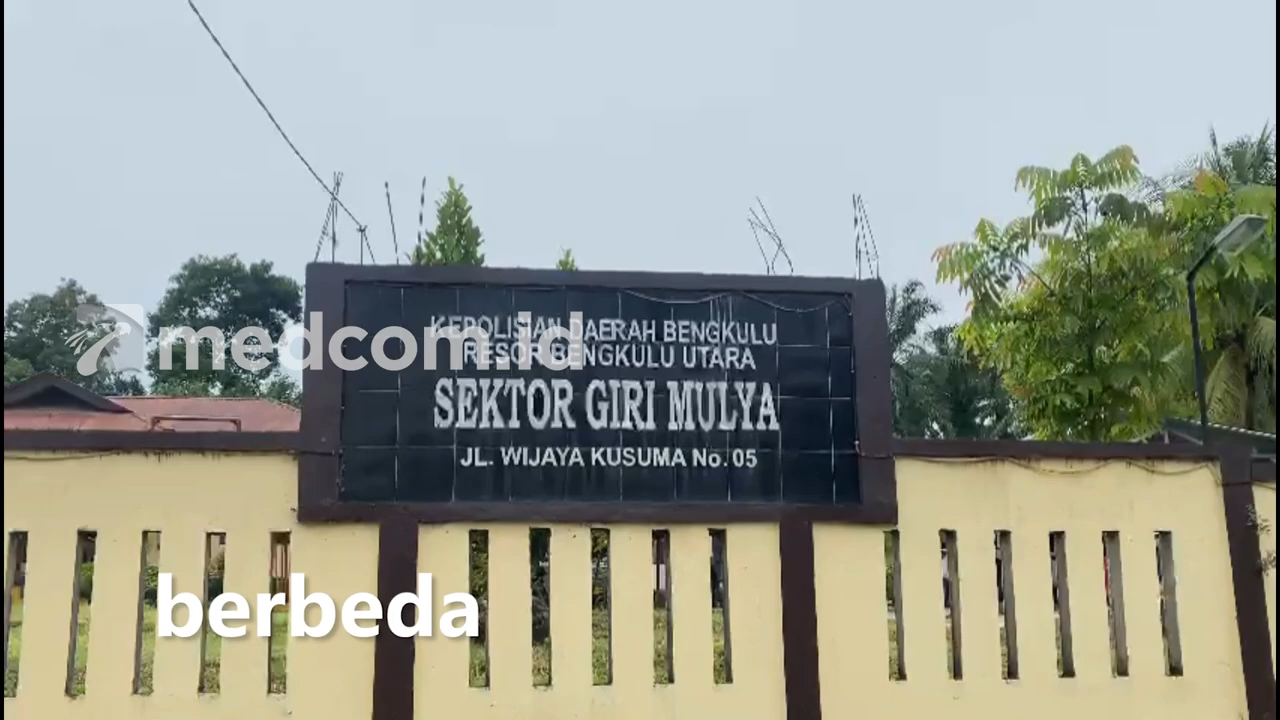 KEPOLISIAN DAERAH BENGKULU
RESOR BENGKULU UTARA
medcom.id
SEKTOR GIRI MULYA
JL. WIJAYA KUSUMA No. 05
berbeda